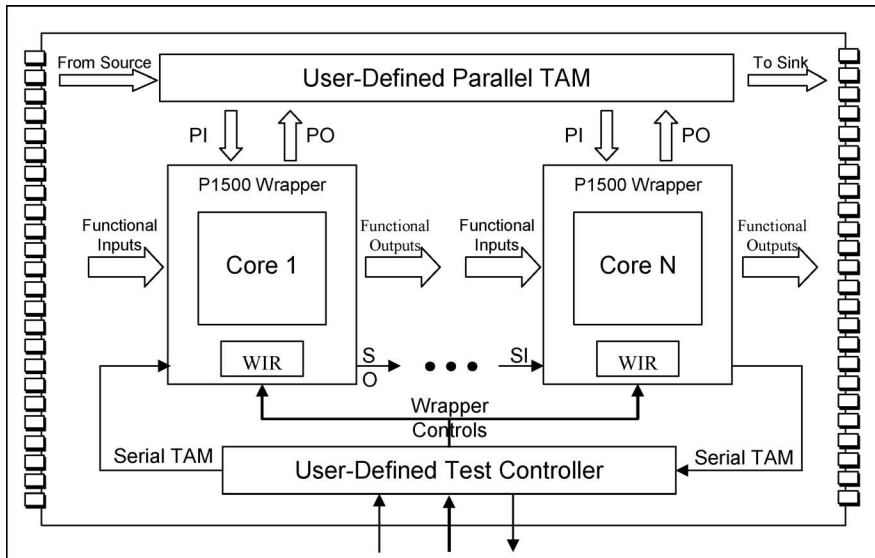 From Source
User-Defined Parallel TAM
To Sink
PI
PO
PI
PO
P1500 Wrapper
P1500 Wrapper
Functional
Inputs
Core 1
Functional
Outputs
Functional
Inputs
Core N
Functional
Outputs
WIR
S
O
SI
WIR
Wrapper
Controls
Serial TAM
User-Defined Test Controller
Serial TAM